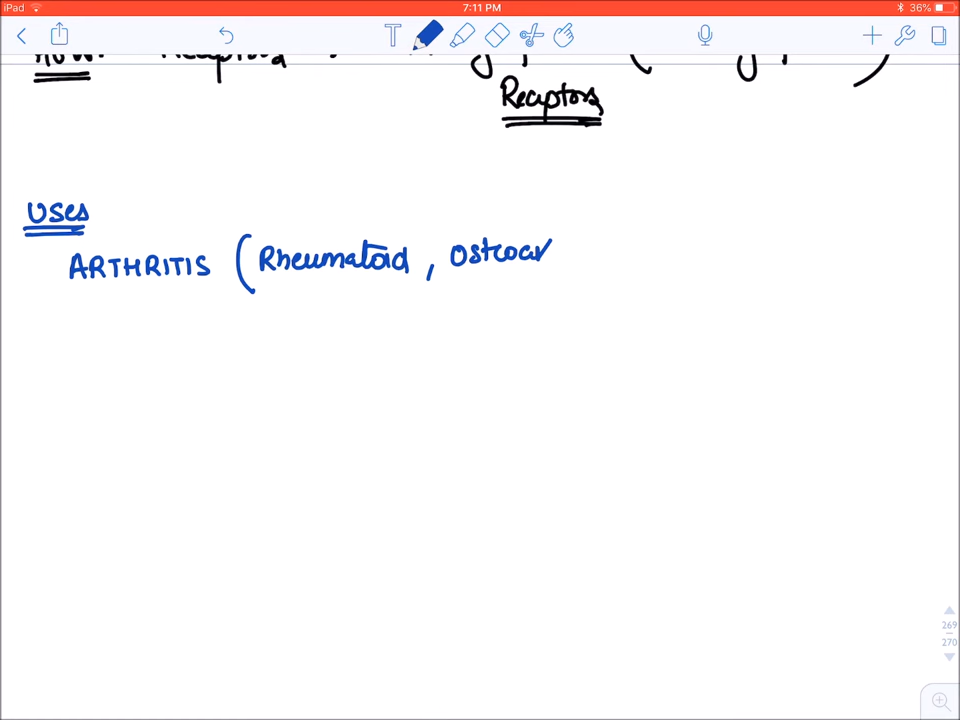 iPad 7:11 PM 36%
T
Receptors
Uses
ARTHRITIS (Rheumatoid, Osteoar
269
270